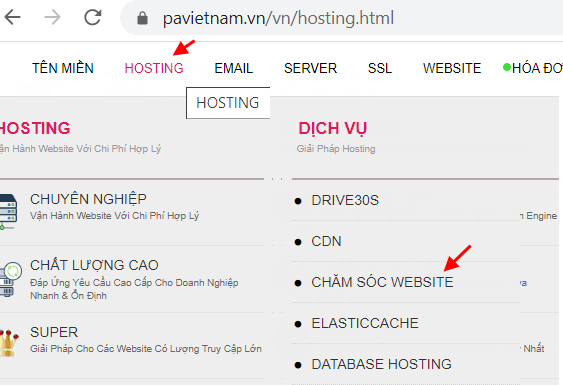 pavietnam.vn/vn/hosting.html
TÊN MIỀN HOSTING EMAIL SERVER SSL WEBSITE HÓA ĐƠ
HOSTING
HOSTING
ận Hành Website Với Chi Phí Hợp Lý
CHUYÊN NGHIỆP
Vận Hành Website Với Chi Phí Hợp Lý
CHẤT LƯỢNG CAO
Đáp Ứng Yêu Cầu Cao Cấp Cho Doanh Nghiệp
Nhanh & Ổn Định
SUPER
Giải Pháp Cho Các Website Có Lượng Truy Cập Lớn
DỊCH VỤ
Giải Pháp Hosting
DRIVE30S
CDN
CHĂM SÓC WEBSITE
ELASTICCACHE
DATABASE HOSTING
n Engine
va
Nhất